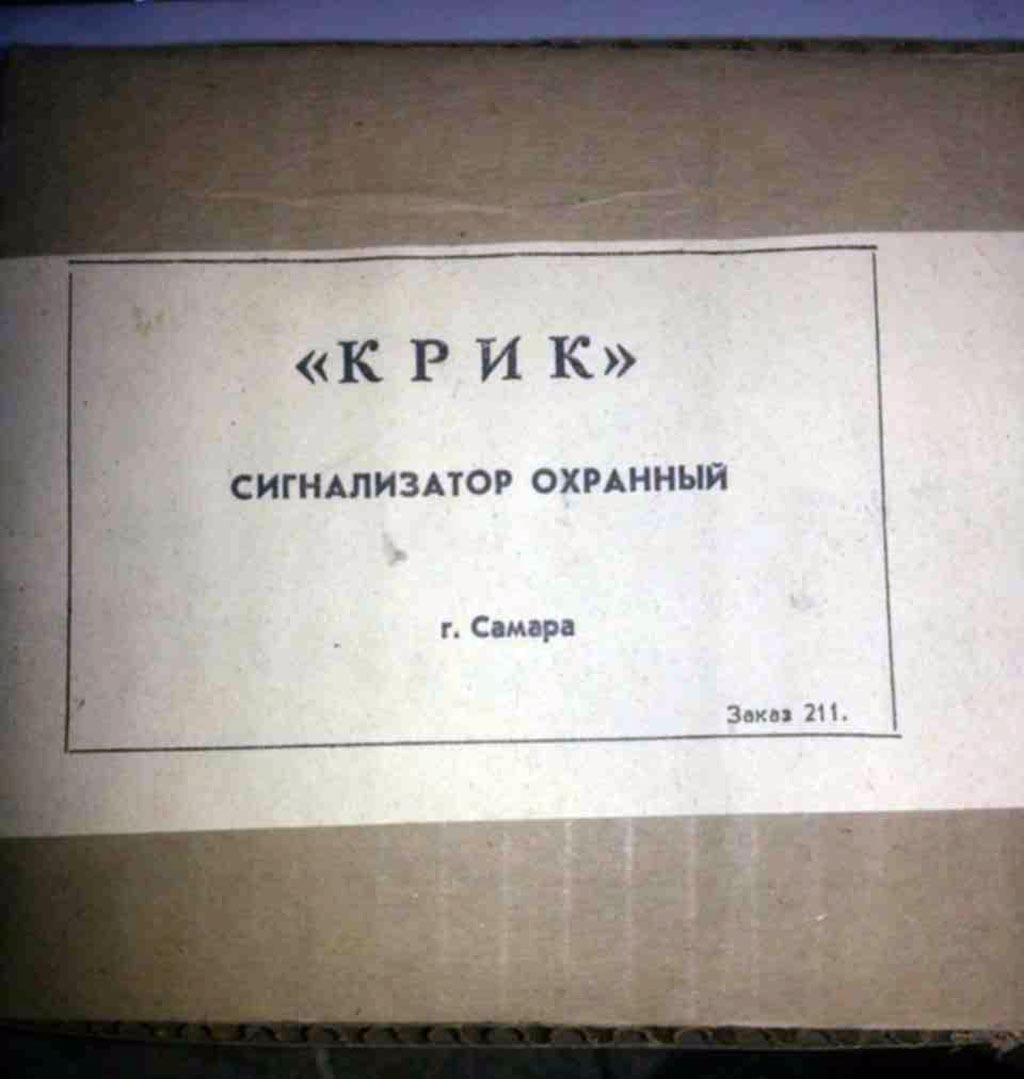 «КРИК»
СИГНАЛИЗАТОР ОХРАННЫЙ
г. Самара
Заказ 211.